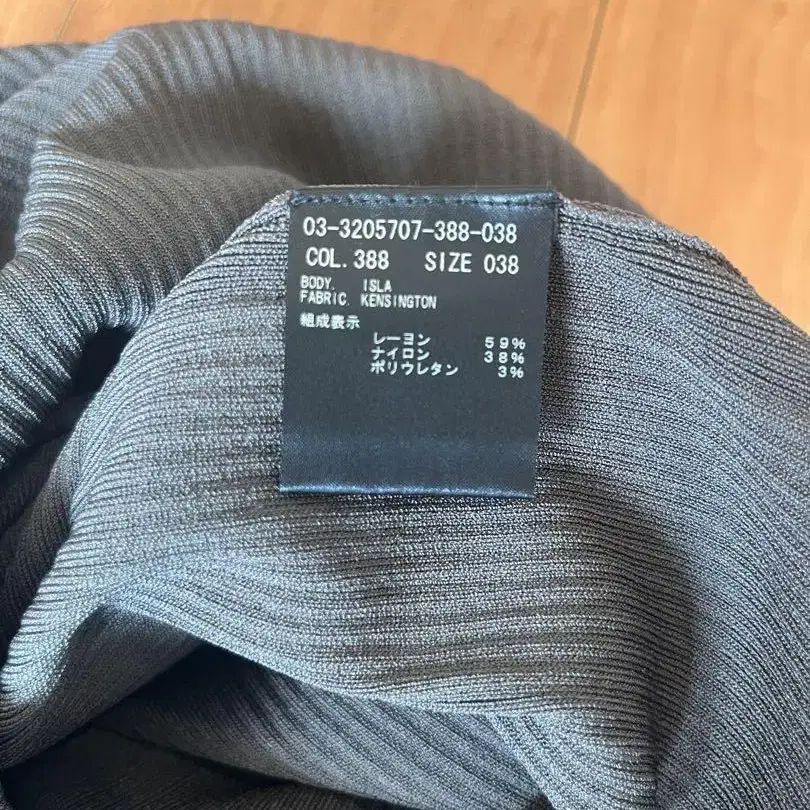 03-3205707-388-038
COL.388 SIZE 038
BODY. ISLA
FABRIC. KENSINGTON
組成表示
レーヨン 59%
ナイロン 38%
ポリウレタン 3%